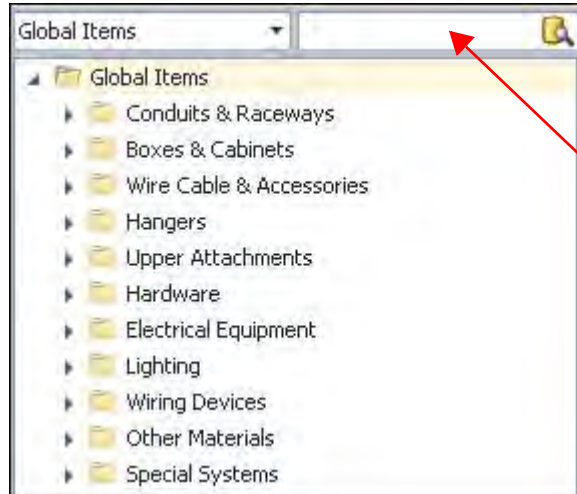 Global Items
Global Items
Conduits & Raceways
Boxes & Cabinets
Wire Cable & Accessories
Hangers
Upper Attachments
Hardware
Electrical Equipment
Lighting
Wiring Devices
Other Materials
Special Systems